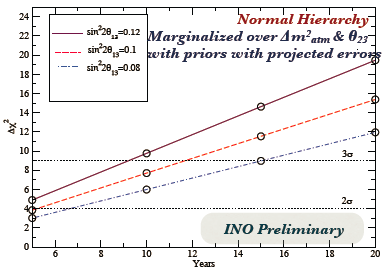 Normal Hierarchy
Marginalized over Δm²atm & θ23
with priors with projected errors
sin²2θ13=0.12
sin²2θ13=0.1
sin²2θ13=0.08
24
22
20
18
16
14
12
10
8
6
4
2
0
Δχ²
3σ
2σ
INO Preliminary
6 8 10 12 14 16 18 20
Years